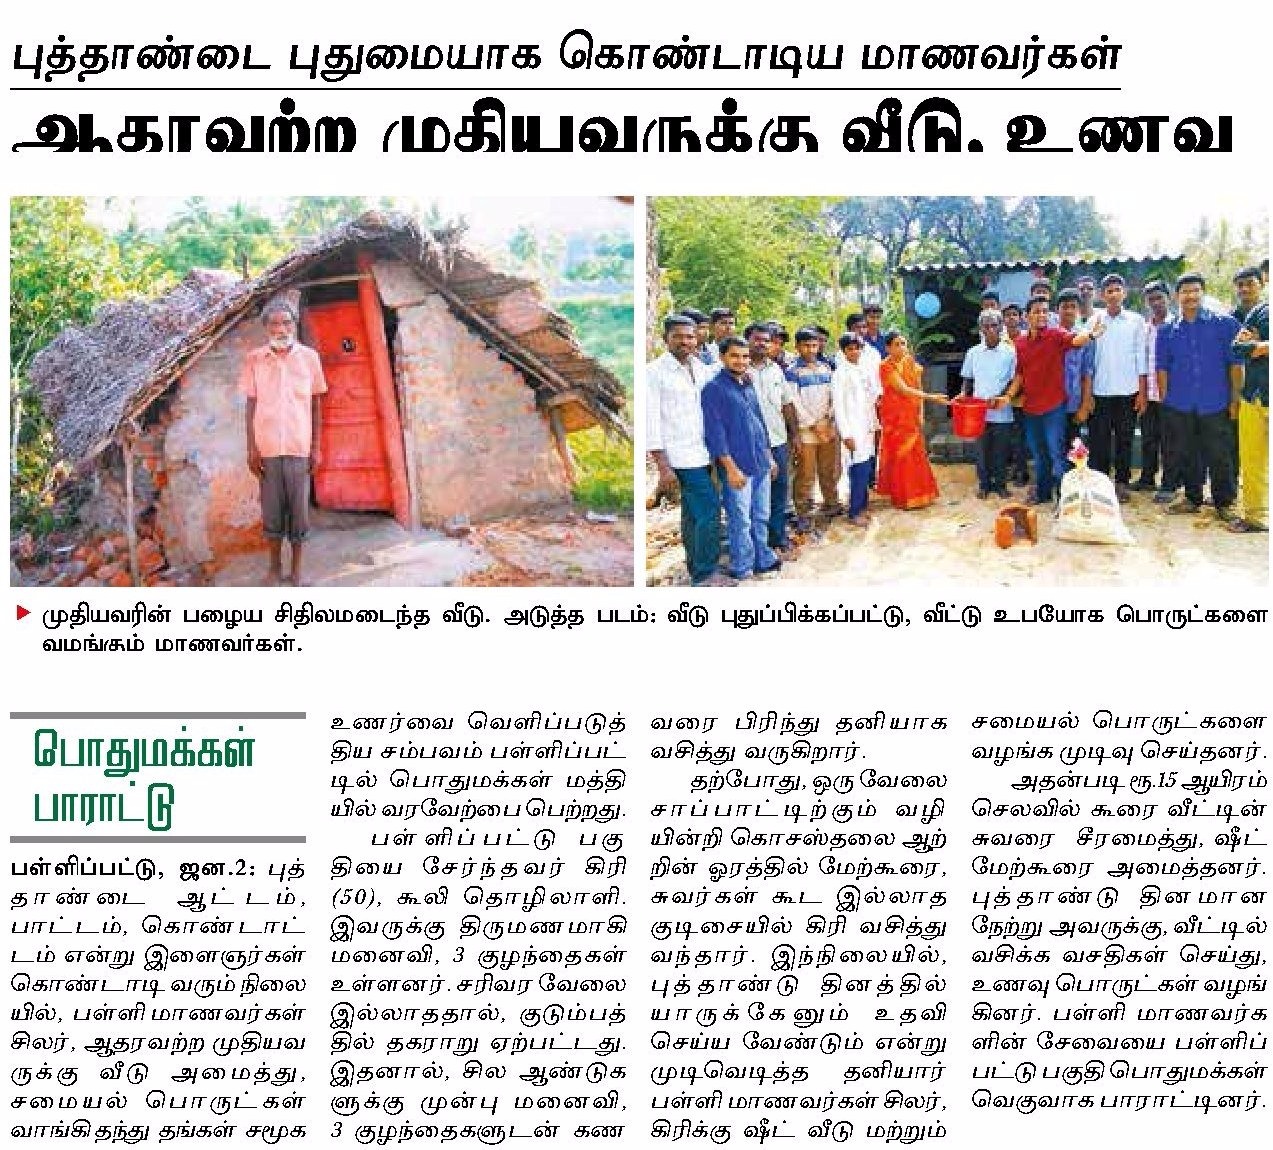 புத்தாண்டை புதுமையாக கொண்டாடிய மாணவர்கள்
ஆதரவற்ற முதியவருக்கு வீடு, உணவு
முதியவரின் பழைய சிதிலமடைந்த வீடு. அடுத்த படம்: வீடு புதுப்பிக்கப்பட்டு, வீட்டு உபயோக பொருட்களை
வழங்கும் மாணவர்கள்.
பொதுமக்கள்
பாராட்டு
பள்ளிப்பட்டு, ஜன.2: புத்
தாண்டை ஆட்டம்,
பாட்டம், கொண்டாட்
டம் என்று இளைஞர்கள்
கொண்டாடி வரும் நிலை
யில், பள்ளி மாணவர்கள்
சிலர், ஆதரவற்ற முதியவ
ருக்கு வீடு அமைத்து,
சமையல் பொருட்கள்
வாங்கி தந்து தங்கள் சமூக
உணர்வை வெளிப்படுத்
திய சம்பவம் பள்ளிப்பட்
டில் பொதுமக்கள் மத்தி
யில் வரவேற்பை பெற்றது.
பள்ளிப்பட்டு பகு
தியை சேர்ந்தவர் கிரி
(50), கூலி தொழிலாளி.
இவருக்கு திருமணமாகி
மனைவி, 3 குழந்தைகள்
உள்ளனர். சரிவர வேலை
இல்லாததால், குடும்பத்
தில் தகராறு ஏற்பட்டது.
இதனால், சில ஆண்டுக
ளுக்கு முன்பு மனைவி,
3 குழந்தைகளுடன் கண
வரை பிரிந்து தனியாக
வசித்து வருகிறார்.
தற்போது, ஒரு வேலை
சாப்பாட்டிற்கும் வழி
யின்றி கொசஸ்தலை ஆற்
றின் ஓரத்தில் மேற்கூரை,
சுவர்கள் கூட இல்லாத
குடிசையில் கிரி வசித்து
வந்தார். இந்நிலையில்,
புத்தாண்டு தினத்தில்
யாருக்கேனும் உதவி
செய்ய வேண்டும் என்று
முடிவெடித்த தனியார்
பள்ளி மாணவர்கள் சிலர்,
கிரிக்கு ஷீட் வீடு மற்றும்
சமையல் பொருட்களை
வழங்க முடிவு செய்தனர்.
அதன்படி ரூ.15 ஆயிரம்
செலவில் கூரை வீட்டின்
சுவரை சீரமைத்து, ஷீட்
மேற்கூரை அமைத்தனர்.
புத்தாண்டு தினமான
நேற்று அவருக்கு, வீட்டில்
வசிக்க வசதிகள் செய்து,
உணவு பொருட்கள் வழங்
கினர். பள்ளி மாணவர்க
ளின் சேவையை பள்ளிப்
பட்டு பகுதி பொதுமக்கள்
வெகுவாக பாராட்டினர்.